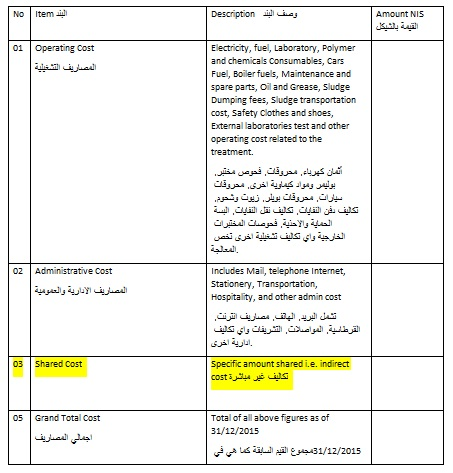 No
Item البند
Description وصف البند
Amount NIS
القيمة بالشيكل
01
Operating Cost
المصاريف التشغيلية
Electricity, fuel, Laboratory, Polymer
and chemicals Consumables, Cars
Fuel, Boiler fuels, Maintenance and
spare parts, Oil and Grease, Sludge
Dumping fees, Sludge transportation
cost, Safety Clothes and shoes,
External laboratories test and other
operating cost related to the
treatment.
أثمان كهرباء, محروقات, فحوص مختبر,
بوليمر ومواد كيماوية اخرى, محروقات
سيارات, محروقات بويلر, زيوت وشحوم,
تكاليف دفن النفايات, تكاليف نقل النفايات, البسة
الحماية والاحذية, فحوصات المختبرات
الخارجية واي تكاليف تشغيلية اخرى تخص
المعالجة.
02
Administrative Cost
المصاريف الادارية والعمومية
Includes Mail, telephone Internet,
Stationery, Transportation,
Hospitality, and other admin cost
تشمل البريد, الهاتف, مصاريف انترنت,
القرطاسية, المواصلات, التشريفات واي تكاليف
ادارية اخرى.
03
Shared Cost
Specific amount shared i.e. indirect
cost تكاليف غير مباشرة
05
Grand Total Cost
اجمالي المصاريف
Total of all above figures as of
31/12/2015
مجموع القيم السابقة كما هي في 31/12/2015